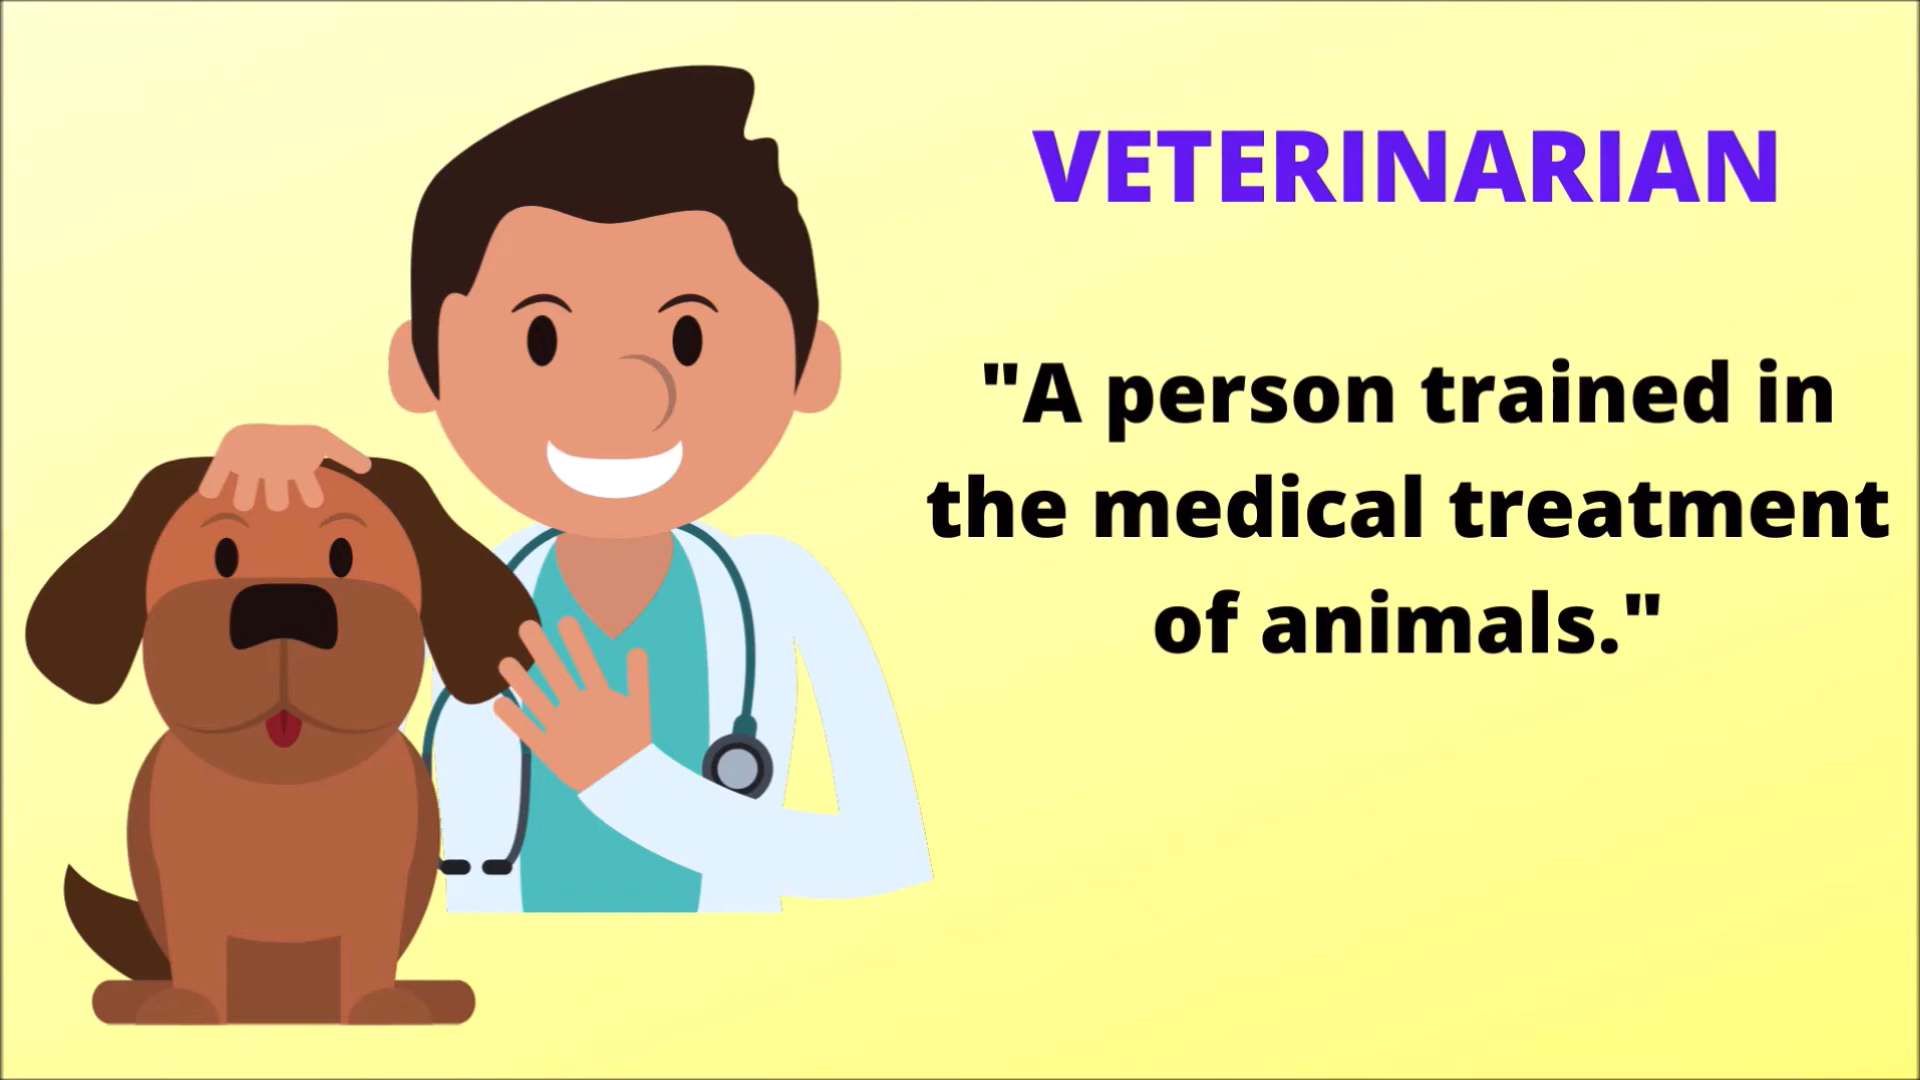 VETERINARIAN
"A person trained in
the medical treatment
of animals."